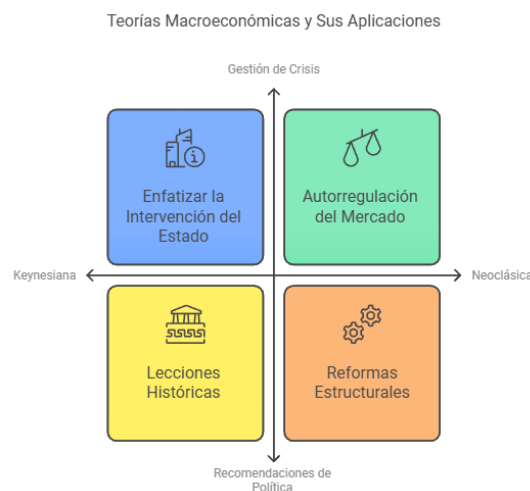 Teorías Macroeconómicas y Sus Aplicaciones
Gestión de Crisis
Enfatizar la
Intervención del
Estado
Autorregulación
del Mercado
Keynesiana
Neoclásica
Lecciones
Históricas
Reformas
Estructurales
Recomendaciones de
Política